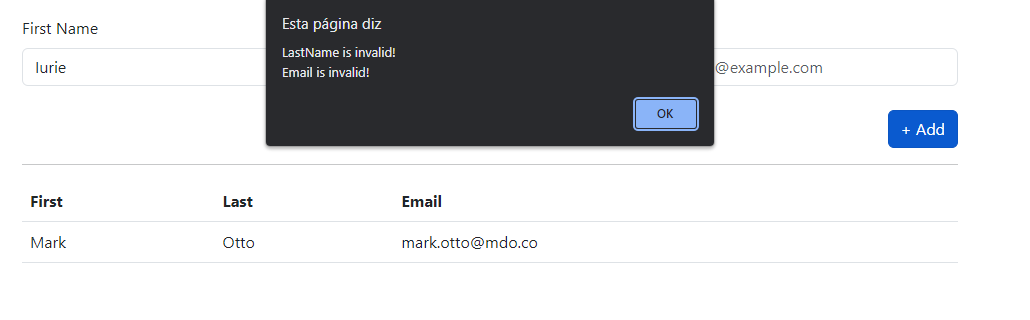 Esta página diz
LastName is invalid!
Email is invalid!
OK
First Name
Iurie
@example.com
+ Add
First Last Email
Mark Otto mark.otto@mdo.co